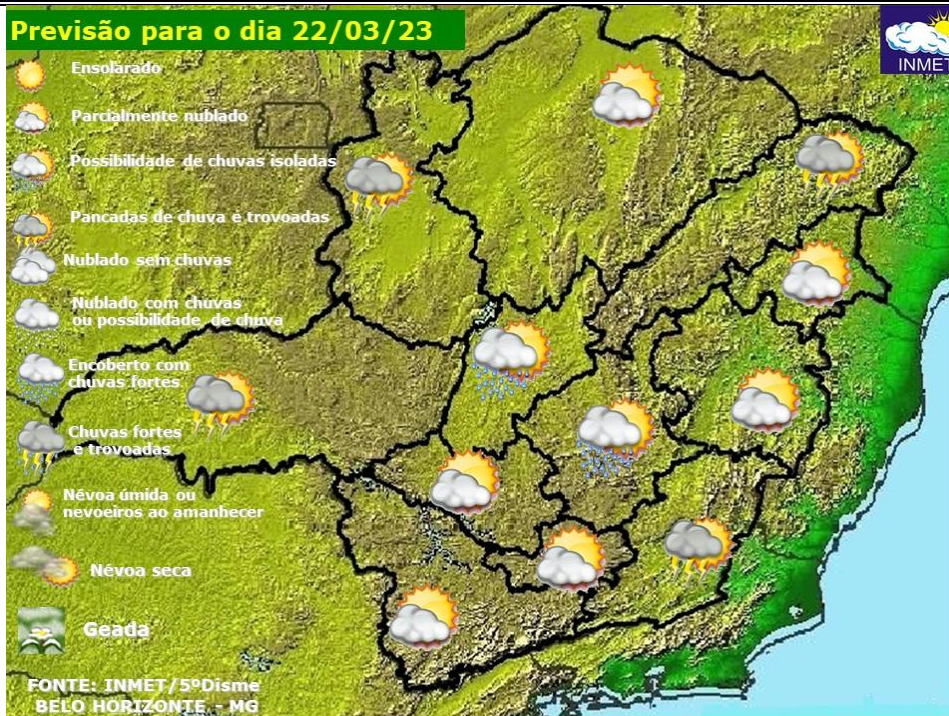 Previsão para o dia 22/03/23
INMET
Ensolarado
Parcialmente nublado
Possibilidade de chuvas isoladas
Pancadas de chuva e trovoadas
Nublado sem chuvas
Nublado com chuvas
ou possibilidade de chuva
Encoberto com
chuvas fortes
Chuvas fortes
e trovoadas
Névoa úmida ou
nevoeiros ao amanhecer
Névoa seca
Geada
FONTE: INMET/5ºDisme
BELO HORIZONTE - MG